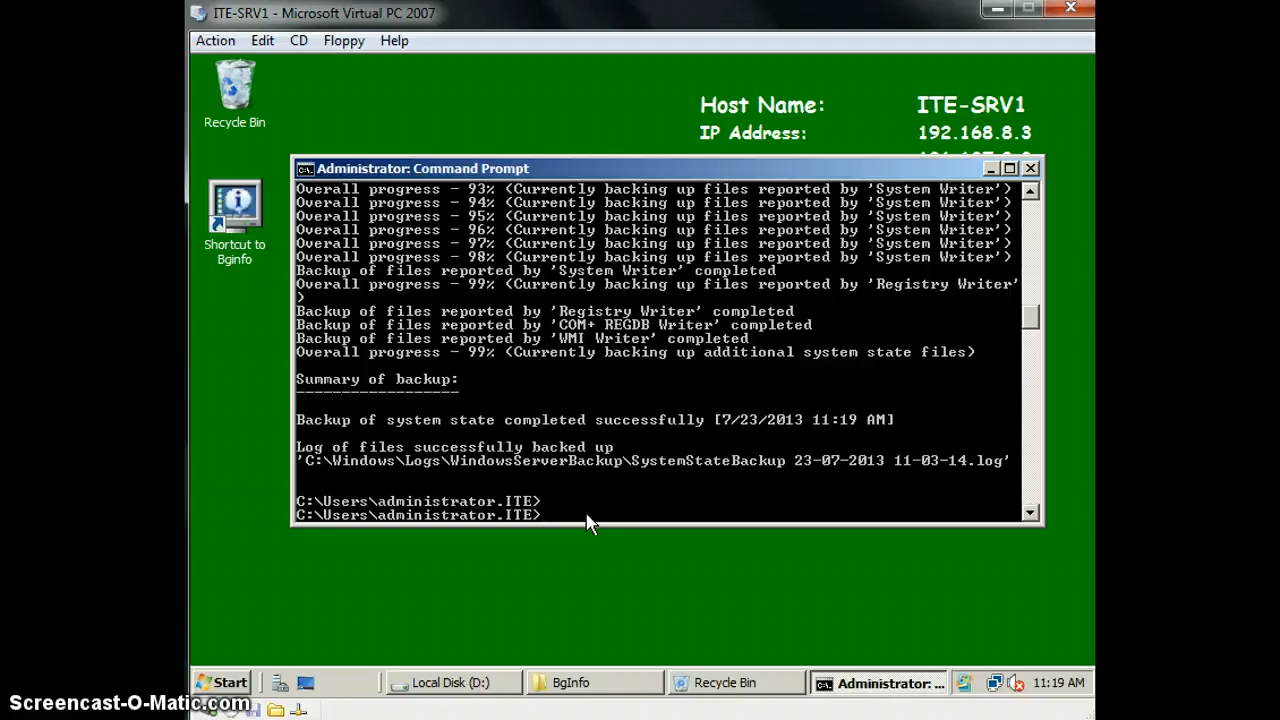 ITE-SRV1 - Microsoft Virtual PC 2007
Action Edit CD Floppy Help
Recycle Bin
Host Name: ITE-SRV1
IP Address: 192.168.8.3
Shortcut to
Bginfo
Administrator: Command Prompt
Overall progress - 93% (Currently backing up files reported by 'System Writer')
Overall progress - 94% (Currently backing up files reported by 'System Writer')
Overall progress - 95% (Currently backing up files reported by 'System Writer')
Overall progress - 96% (Currently backing up files reported by 'System Writer')
Overall progress - 97% (Currently backing up files reported by 'System Writer')
Overall progress - 98% (Currently backing up files reported by 'System Writer')
Backup of files reported by 'System Writer' completed
Overall progress - 99% (Currently backing up files reported by 'Registry Writer'
)
Backup of files reported by 'Registry Writer' completed
Backup of files reported by 'COM+ REGDB Writer' completed
Backup of files reported by 'WMI Writer' completed
Overall progress - 99% (Currently backing up additional system state files)
Summary of backup:
------------------
Backup of system state completed successfully [7/23/2013 11:19 AM]
Log of files successfully backed up
'C:\Windows\Logs\WindowsServerBackup\SystemStateBackup 23-07-2013 11-03-14.log'
C:\Users\administrator.ITE>
C:\Users\administrator.ITE>
Start Local Disk (D:) BgInfo Recycle Bin Administrator: ... 11:19 AM
Screencast-O-Matic.com